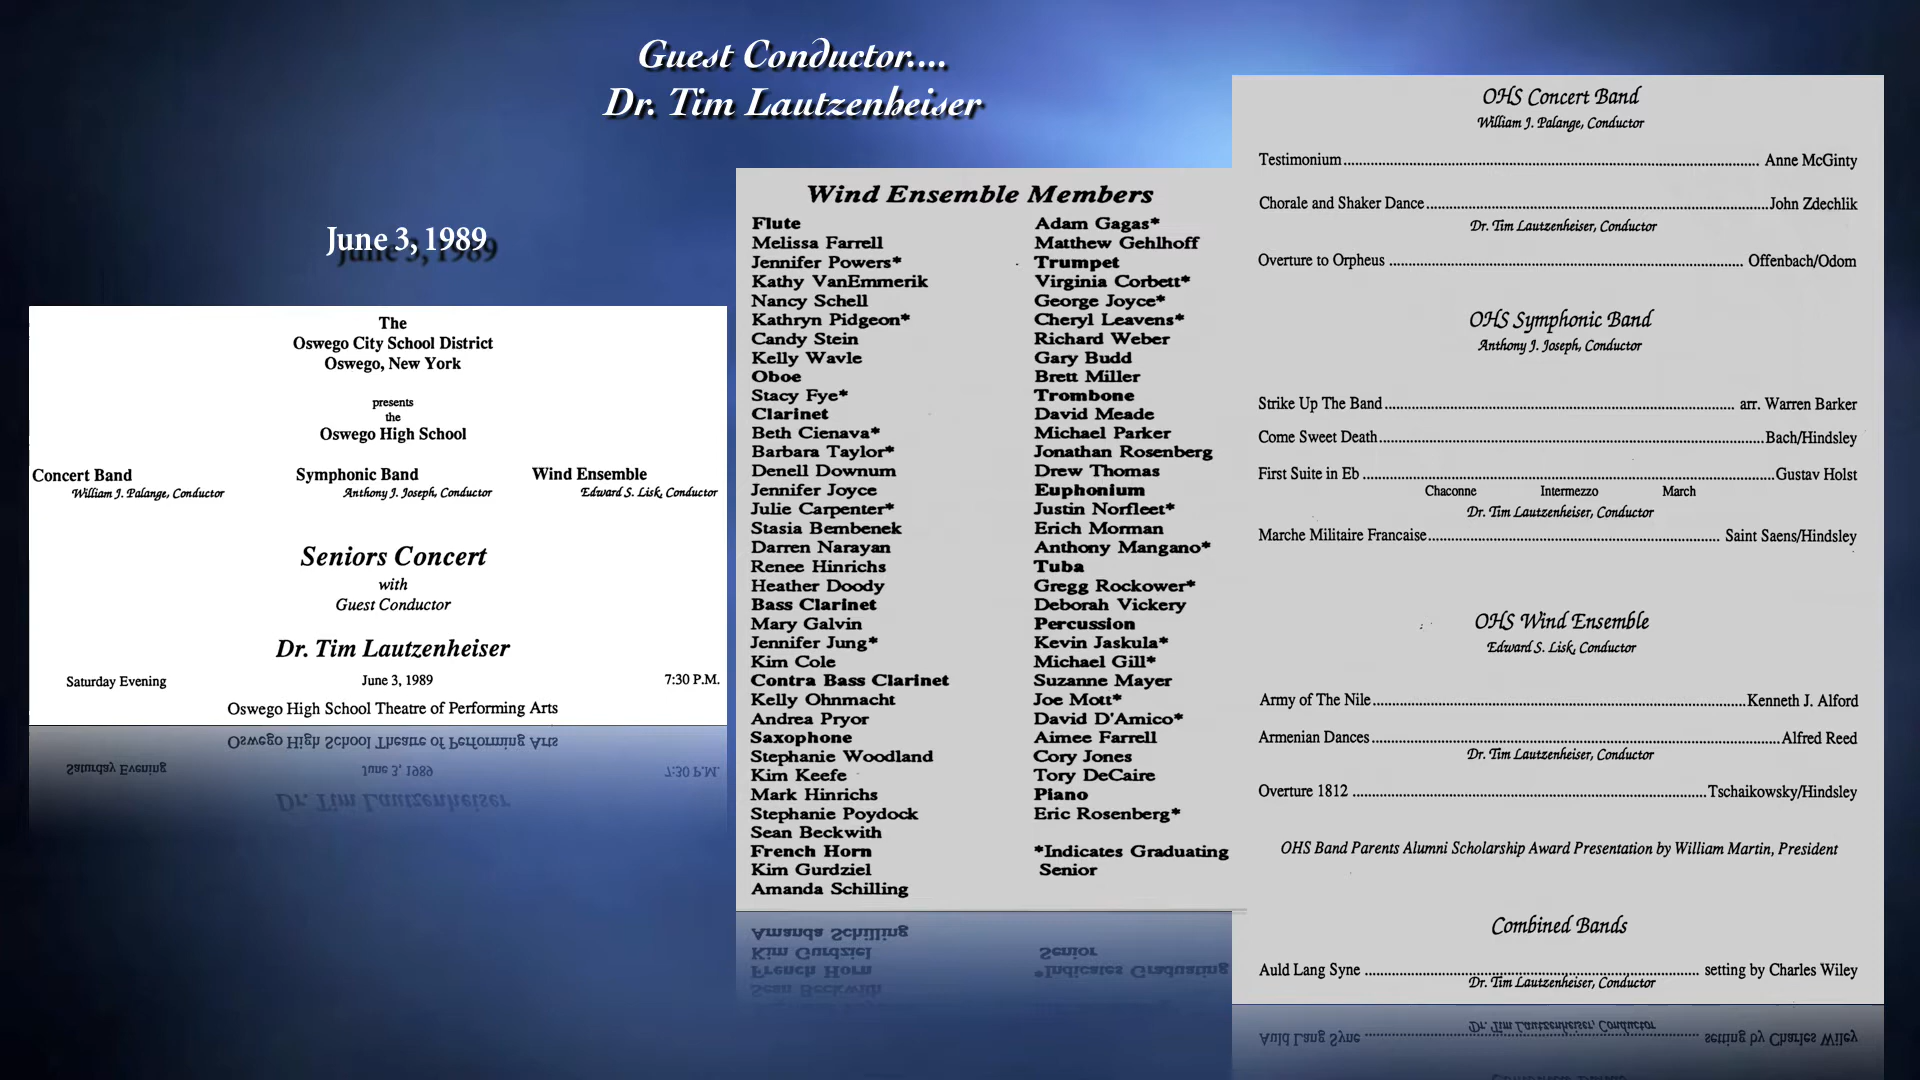 Guest Conductor....
Dr. Tim Lautzenheiser
June 3, 1989
The
Oswego City School District
Oswego, New York
presents
the
Oswego High School
Concert Band Symphonic Band Wind Ensemble
William J. Palange, Conductor Anthony J. Joseph, Conductor Edward S. Lisk, Conductor
Seniors Concert
with
Guest Conductor
Dr. Tim Lautzenheiser
Saturday Evening June 3, 1989 7:30 P.M.
Oswego High School Theatre of Performing Arts
Wind Ensemble Members
Flute
Melissa Farrell
Jennifer Powers*
Kathy VanEmmerik
Nancy Schell
Kathryn Pidgeon*
Candy Stein
Kelly Wavle
Oboe
Stacy Fye*
Clarinet
Beth Cienava*
Barbara Taylor*
Denell Downum
Jennifer Joyce
Julie Carpenter*
Stasia Bembenek
Darren Narayan
Renee Hinrichs
Heather Doody
Bass Clarinet
Mary Galvin
Jennifer Jung*
Kim Cole
Contra Bass Clarinet
Kelly Ohnmacht
Andrea Pryor
Saxophone
Stephanie Woodland
Kim Keefe
Mark Hinrichs
Stephanie Poydock
Sean Beckwith
French Horn
Kim Gurdziel
Amanda Schilling
Adam Gagas*
Matthew Gehlhoff
Trumpet
Virginia Corbett*
George Joyce*
Cheryl Leavens*
Richard Weber
Gary Budd
Brett Miller
Trombone
David Meade
Michael Parker
Jonathan Rosenberg
Drew Thomas
Euphonium
Justin Norfleet*
Erich Morman
Anthony Mangano*
Tuba
Gregg Rockower*
Deborah Vickery
Percussion
Kevin Jaskula*
Michael Gill*
Suzanne Mayer
Joe Mott*
David D'Amico*
Aimee Farrell
Cory Jones
Tory DeCaire
Piano
Eric Rosenberg*
*Indicates Graduating
Senior
OHS Concert Band
William J. Palange, Conductor
Testimonium........Anne McGinty
Chorale and Shaker Dance........John Zdechlik
Dr. Tim Lautzenheiser, Conductor
Overture to Orpheus........Offenbach/Odom
OHS Symphonic Band
Anthony J. Joseph, Conductor
Strike Up The Band........arr. Warren Barker
Come Sweet Death........Bach/Hindsley
First Suite in Eb........Gustav Holst
Chaconne Intermezzo March
Dr. Tim Lautzenheiser, Conductor
Marche Militaire Francaise........Saint Saens/Hindsley
OHS Wind Ensemble
Edward S. Lisk, Conductor
Army of The Nile........Kenneth J. Alford
Armenian Dances........Alfred Reed
Dr. Tim Lautzenheiser, Conductor
Overture 1812........Tschaikowsky/Hindsley
OHS Band Parents Alumni Scholarship Award Presentation by William Martin, President
Combined Bands
Auld Lang Syne........setting by Charles Wiley
Dr. Tim Lautzenheiser, Conductor